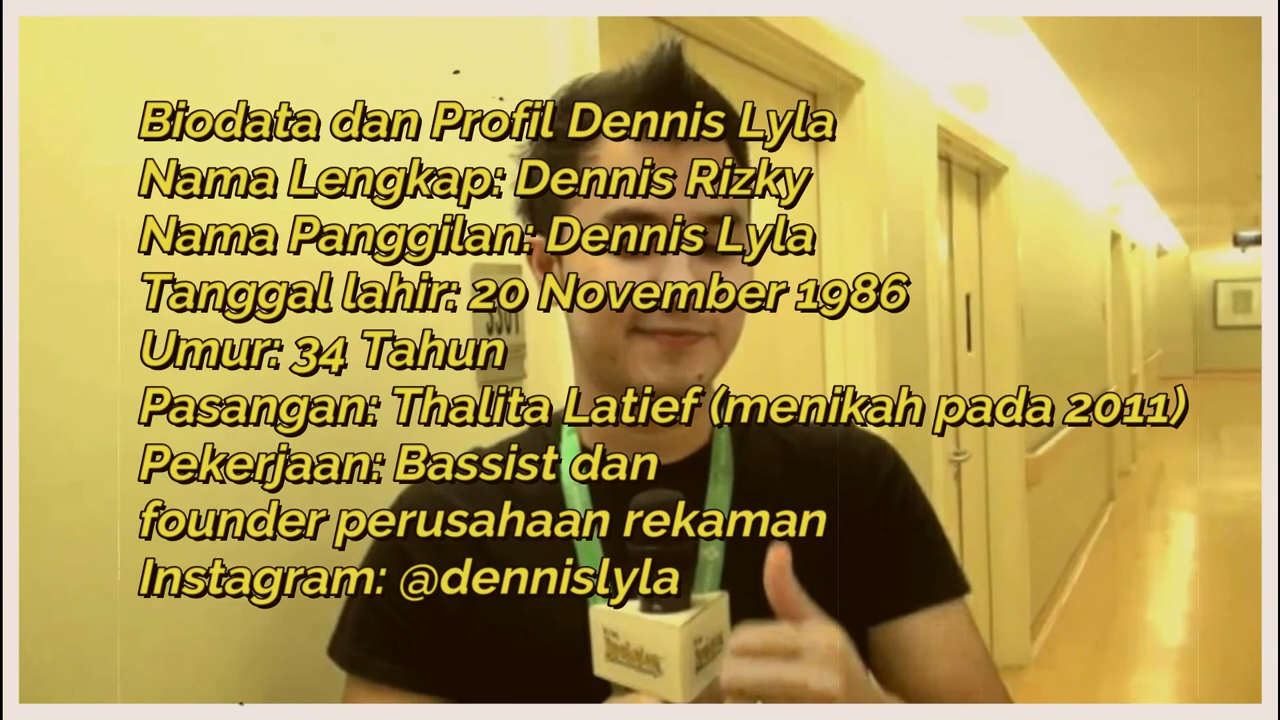 Biodata dan Profil Dennis Lyla
Nama Lengkap: Dennis Rizky
Nama Panggilan: Dennis Lyla
Tanggal lahir: 20 November 1986
Umur: 34 Tahun
Pasangan: Thalita Latief (menikah pada 2011)
Pekerjaan: Bassist dan
founder perusahaan rekaman
Instagram: @dennislyla